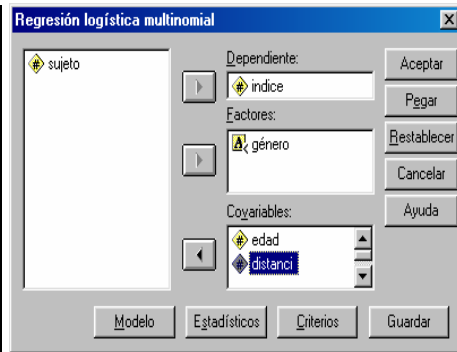 Regresión logística multinomial
sujeto
Dependiente:
indice
Factores:
género
Covariables:
edad
distanci
Aceptar
Pegar
Restablecer
Cancelar
Ayuda
Modelo
Estadísticos
Criterios
Guardar